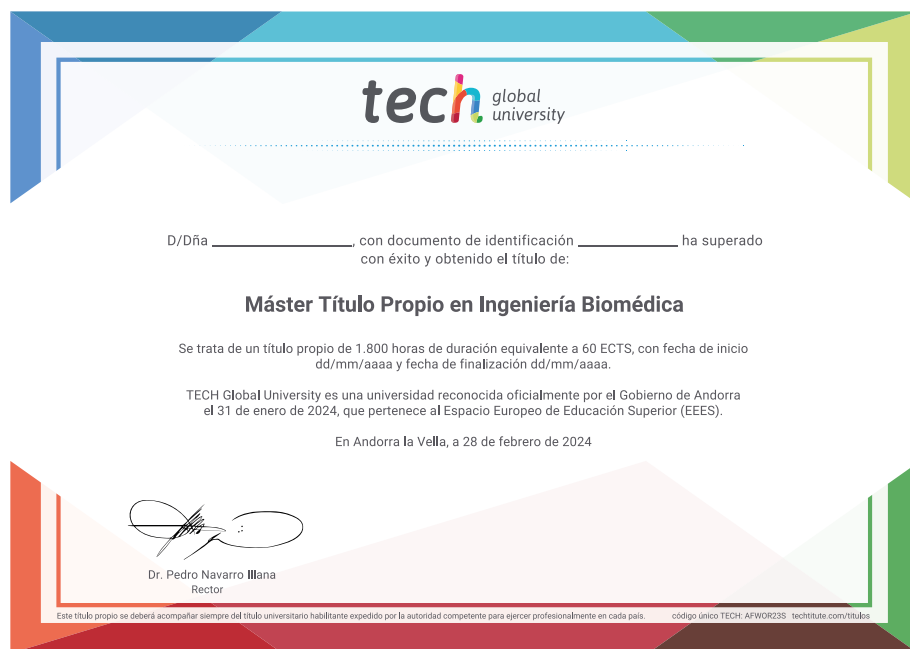 tech global university
D/Dña ____________, con documento de identificación ____________ ha superado
con éxito y obtenido el título de:
Máster Título Propio en Ingeniería Biomédica
Se trata de un título propio de 1.800 horas de duración equivalente a 60 ECTS, con fecha de inicio
dd/mm/aaaa y fecha de finalización dd/mm/aaaa.
TECH Global University es una universidad reconocida oficialmente por el Gobierno de Andorra
el 31 de enero de 2024, que pertenece al Espacio Europeo de Educación Superior (EEES).
En Andorra la Vella, a 28 de febrero de 2024
Dr. Pedro Navarro Illana
Rector
Este título propio se deberá acompañar siempre del título universitario habilitante expedido por la autoridad competente para ejercer profesionalmente en cada país. código único TECH: AFWOR23S techtitute.com/titulos